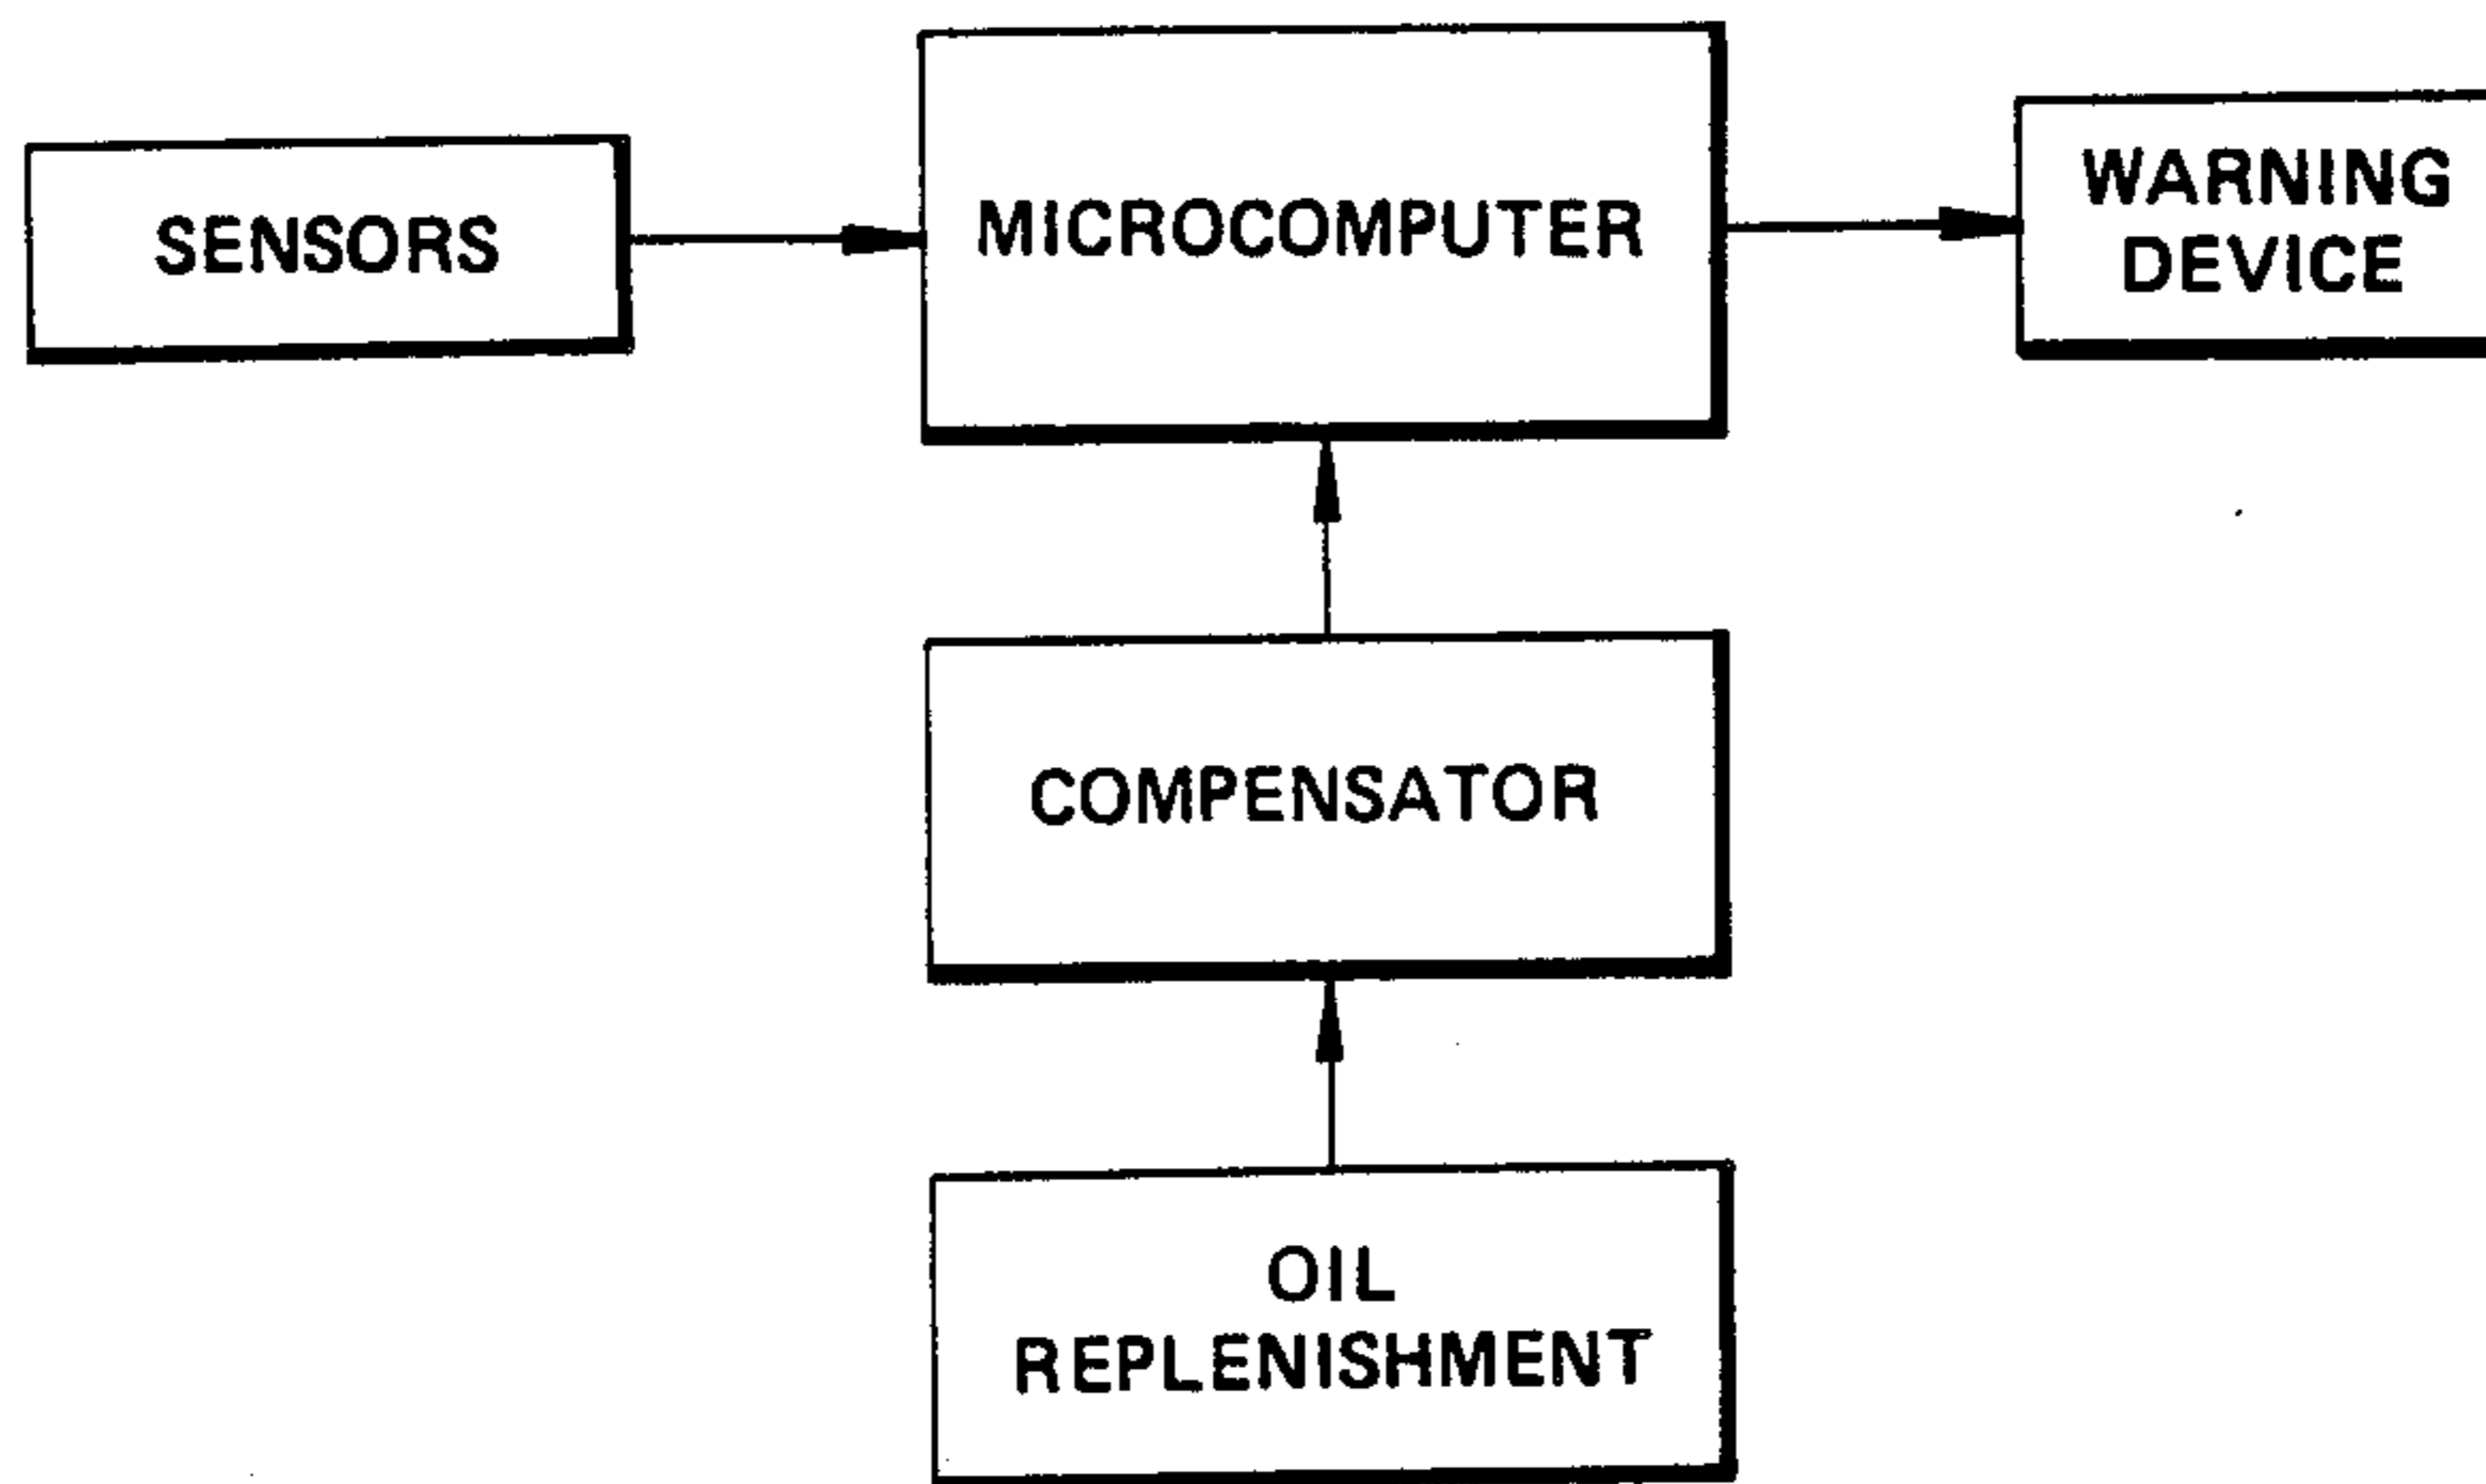 SENSORS
MICROCOMPUTER
WARNING
DEVICE
COMPENSATOR
OIL
REPLENISHMENT